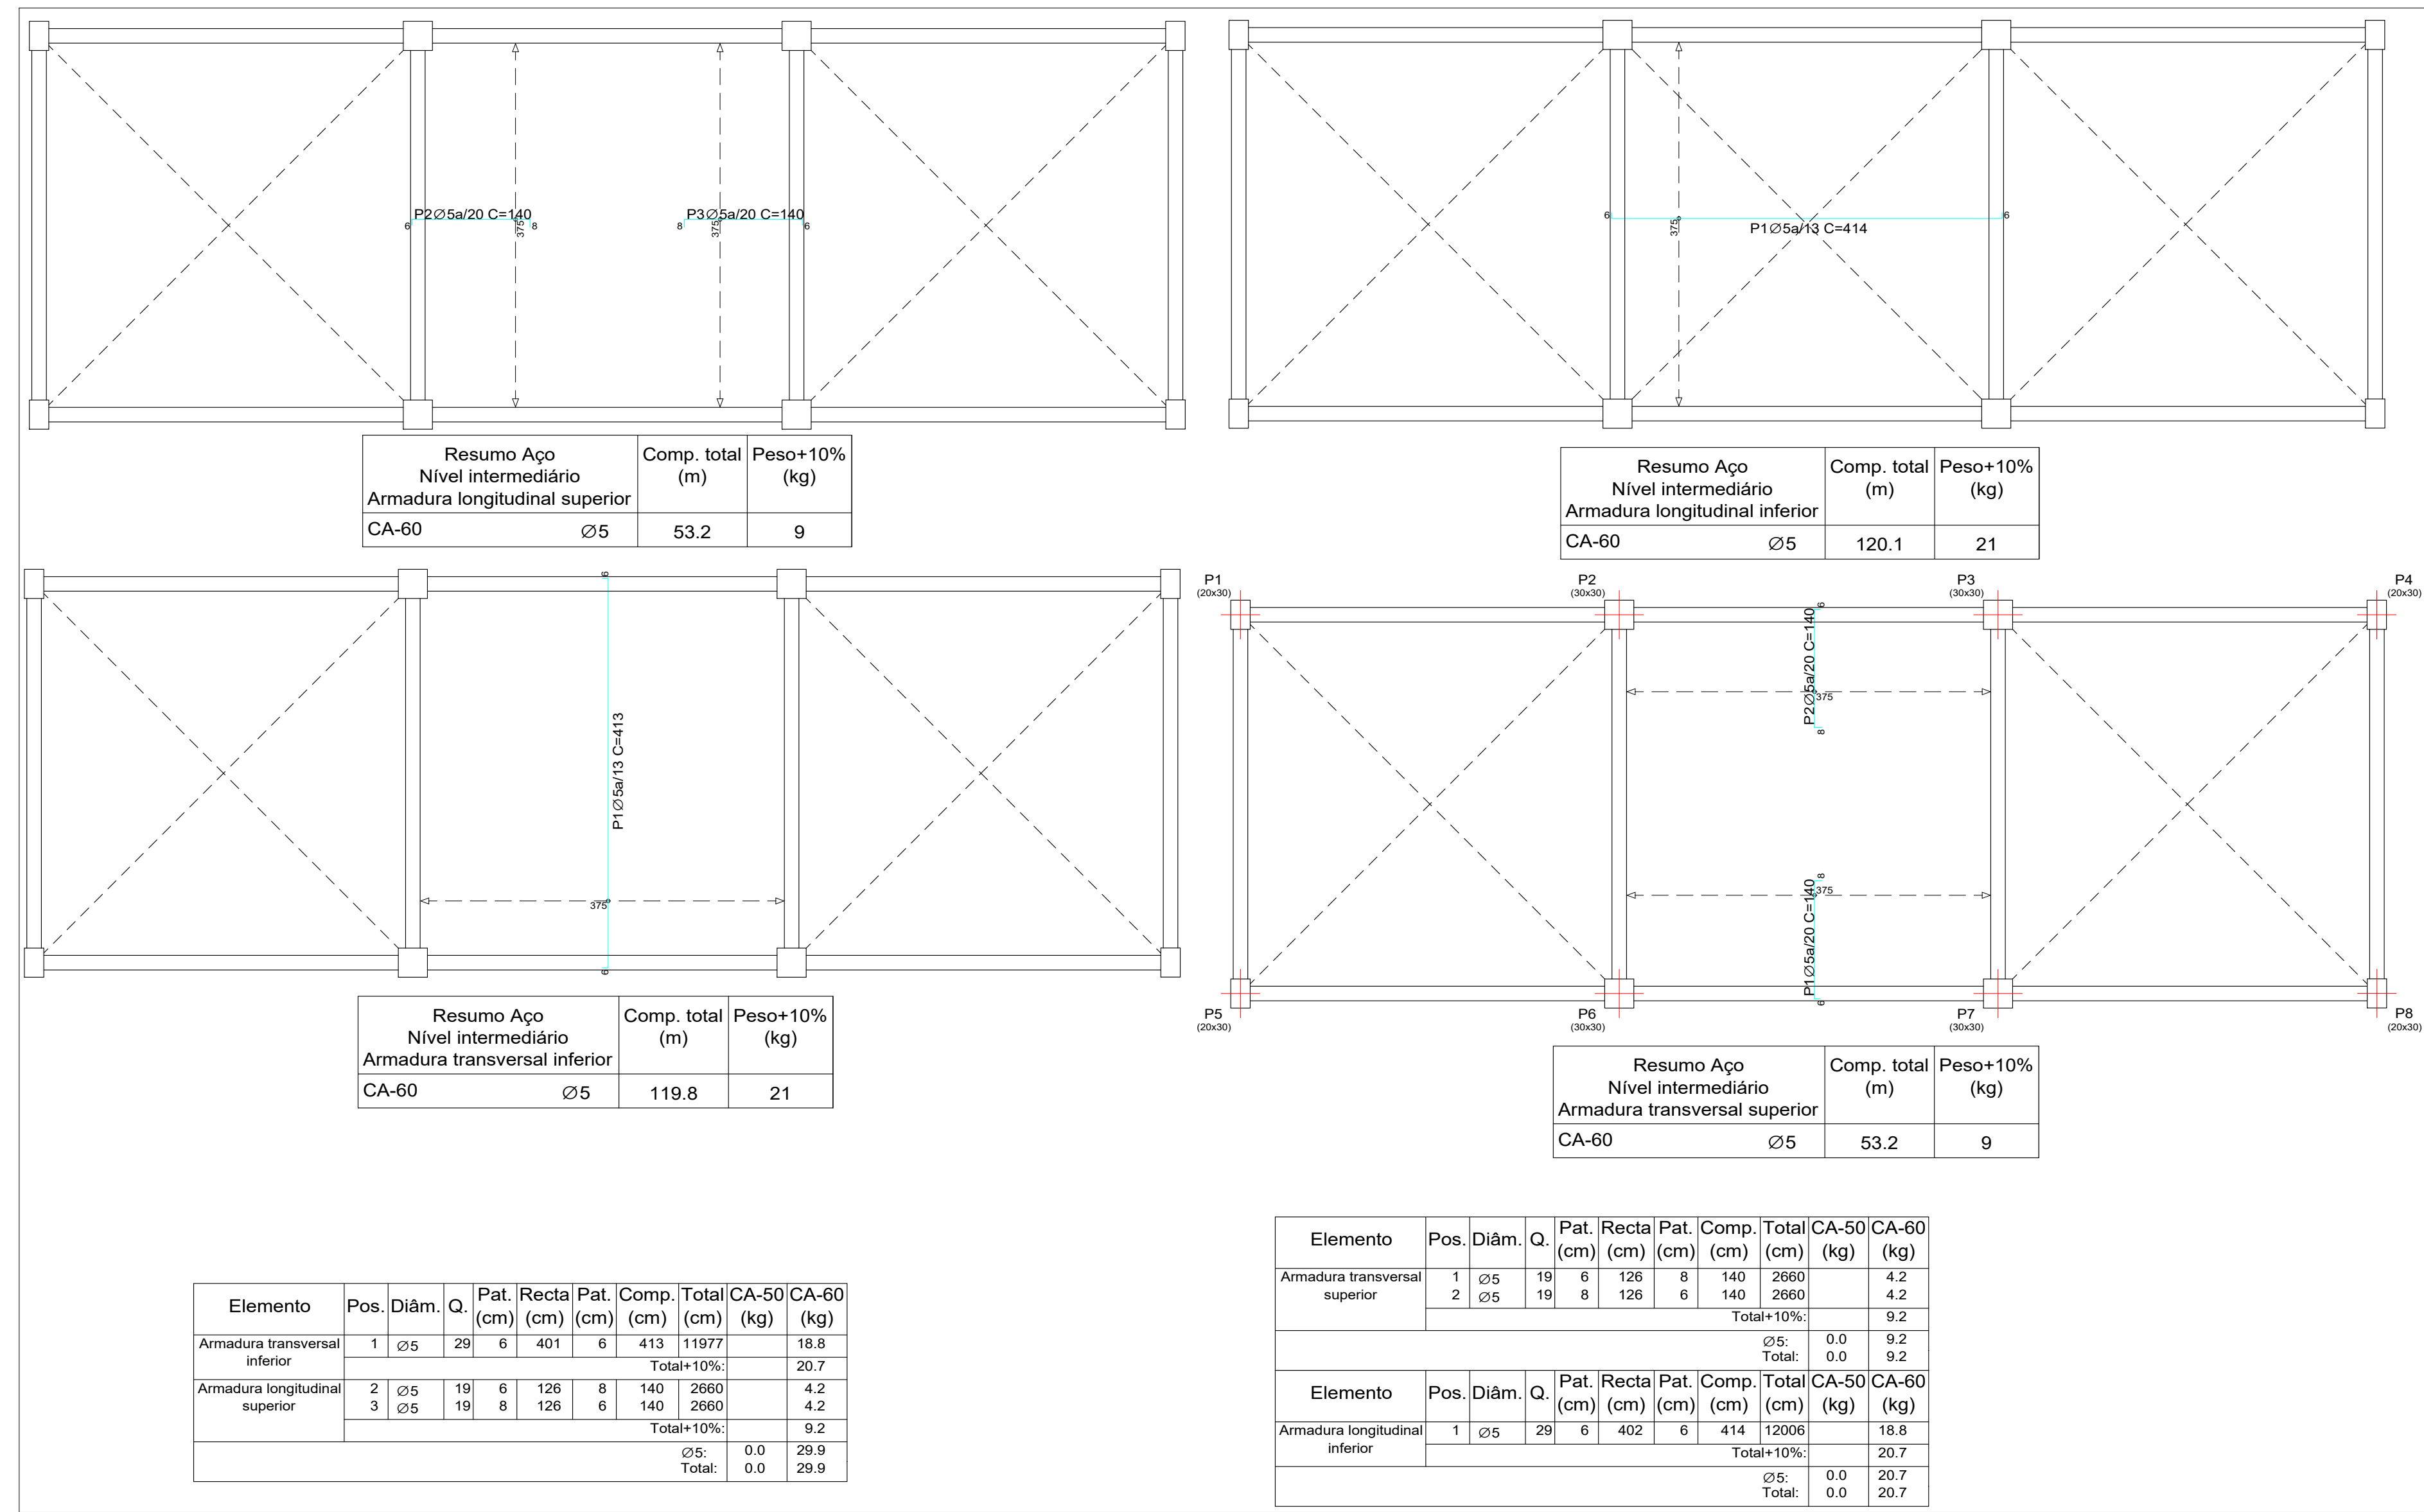 P2∅5a/20 C=140
6
8
375
P3∅5a/20 C=140
8
6
375
Resumo Aço
Nível intermediário
Armadura longitudinal superior
Comp. total
(m)
Peso+10%
(kg)
CA-60 ∅5 53.2 9
6
6
375
P1∅5a/13 C=414
Resumo Aço
Nível intermediário
Armadura longitudinal inferior
Comp. total
(m)
Peso+10%
(kg)
CA-60 ∅5 120.1 21
6
P1∅5a/13 C=413
375
6
Resumo Aço
Nível intermediário
Armadura transversal inferior
Comp. total
(m)
Peso+10%
(kg)
CA-60 ∅5 119.8 21
P1
(20x30)
P2
(30x30)
P3
(30x30)
P4
(20x30)
6
P2∅5a/20 C=140
375
8
8
375
P1∅5a/20 C=140
6
P5
(20x30)
P6
(30x30)
P7
(30x30)
P8
(20x30)
Resumo Aço
Nível intermediário
Armadura transversal superior
Comp. total
(m)
Peso+10%
(kg)
CA-60 ∅5 53.2 9
Elemento Pos. Diâm. Q. Pat. Recta Pat. Comp. Total CA-50 CA-60
(cm) (cm) (cm) (cm) (cm) (kg) (kg)
Armadura transversal 1 ∅5 29 6 401 6 413 11977 18.8
inferior Total+10%: 20.7
Armadura longitudinal 2 ∅5 19 6 126 8 140 2660 4.2
superior 3 ∅5 19 8 126 6 140 2660 4.2
Total+10%: 9.2
∅5: 0.0 29.9
Total: 0.0 29.9
Elemento Pos. Diâm. Q. Pat. Recta Pat. Comp. Total CA-50 CA-60
(cm) (cm) (cm) (cm) (cm) (kg) (kg)
Armadura transversal 1 ∅5 19 6 126 8 140 2660 4.2
superior 2 ∅5 19 8 126 6 140 2660 4.2
Total+10%: 9.2
∅5: 0.0 9.2
Total: 0.0 9.2
Elemento Pos. Diâm. Q. Pat. Recta Pat. Comp. Total CA-50 CA-60
(cm) (cm) (cm) (cm) (cm) (kg) (kg)
Armadura longitudinal 1 ∅5 29 6 402 6 414 12006 18.8
inferior Total+10%: 20.7
∅5: 0.0 20.7
Total: 0.0 20.7